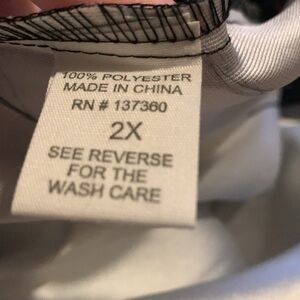 100% POLYESTER
MADE IN CHINA
RN # 137360
2X
SEE REVERSE
FOR THE
WASH CARE